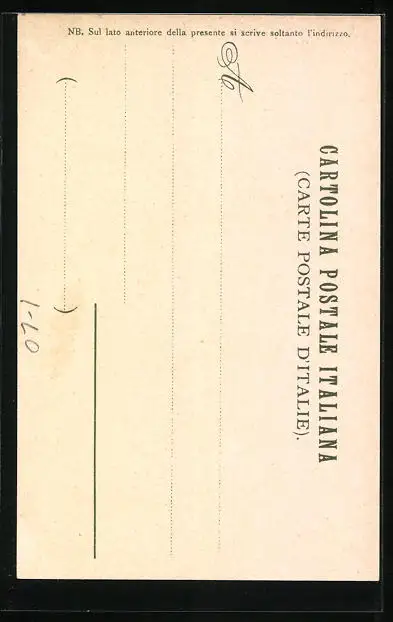 CARTOLINA POSTALE ITALIANA
(CARTE POSTALE D'ITALIE).
A
( )
NB. Sul lato anteriore della presente si scrive soltanto l'indirizzo.